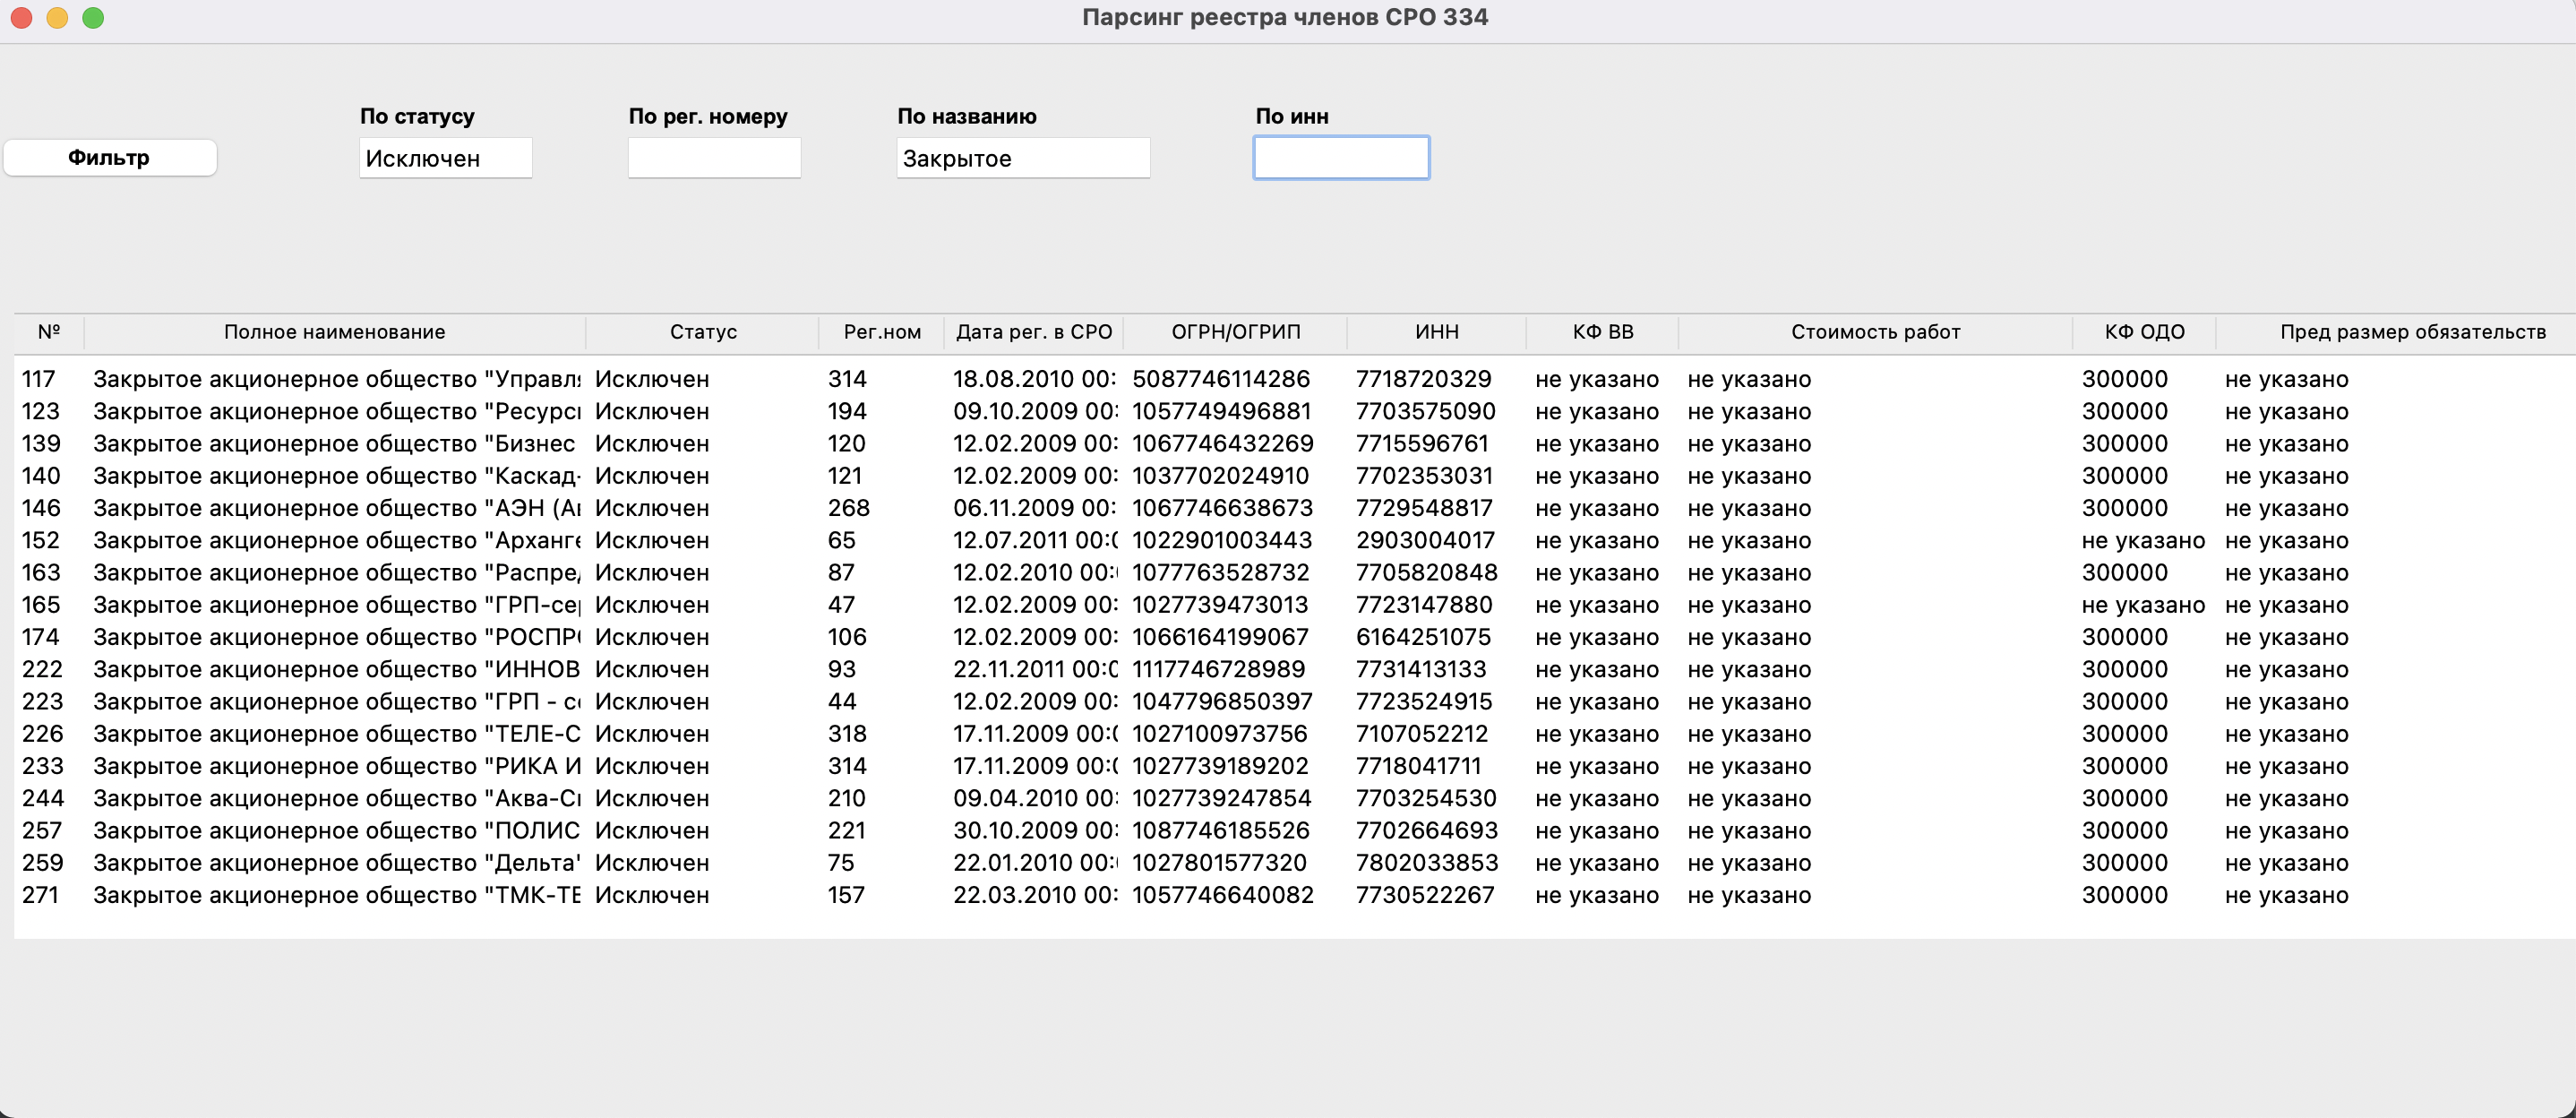 Парсинг реестра членов СРО 334
По статусу По рег. номеру По названию По инн
Фильтр Исключен Закрытое
№ Полное наименование Статус Рег.ном Дата рег. в СРО ОГРН/ОГРИП ИНН КФ ВВ Стоимость работ КФ ОДО Пред размер обязательств
117 Закрытое акционерное общество "Управля Исключен 314 18.08.2010 00: 5087746114286 7718720329 не указано не указано 300000 не указано
123 Закрытое акционерное общество "Ресурс Исключен 194 09.10.2009 00: 1057749496881 7703575090 не указано не указано 300000 не указано
139 Закрытое акционерное общество "Бизнес Исключен 120 12.02.2009 00: 1067746432269 7715596761 не указано не указано 300000 не указано
140 Закрытое акционерное общество "Каскад- Исключен 121 12.02.2009 00: 1037702024910 7702353031 не указано не указано 300000 не указано
146 Закрытое акционерное общество "АЭН (А Исключен 268 06.11.2009 00: 1067746638673 7729548817 не указано не указано 300000 не указано
152 Закрытое акционерное общество "Арханге Исключен 65 12.07.2011 00:0 1022901003443 2903004017 не указано не указано не указано не указано
163 Закрытое акционерное общество "Распред Исключен 87 12.02.2010 00: 1077763528732 7705820848 не указано не указано 300000 не указано
165 Закрытое акционерное общество "ГРП-сер Исключен 47 12.02.2009 00: 1027739473013 7723147880 не указано не указано не указано не указано
174 Закрытое акционерное общество "РОСПРО Исключен 106 12.02.2009 00: 1066164199067 6164251075 не указано не указано 300000 не указано
222 Закрытое акционерное общество "ИННОВ Исключен 93 22.11.2011 00:0 1117746728989 7731413133 не указано не указано 300000 не указано
223 Закрытое акционерное общество "ГРП - се Исключен 44 12.02.2009 00: 1047796850397 7723524915 не указано не указано 300000 не указано
226 Закрытое акционерное общество "ТЕЛЕ-С Исключен 318 17.11.2009 00:0 1027100973756 7107052212 не указано не указано 300000 не указано
233 Закрытое акционерное общество "РИКА И Исключен 314 17.11.2009 00:0 1027739189202 7718041711 не указано не указано 300000 не указано
244 Закрытое акционерное общество "Аква-С Исключен 210 09.04.2010 00: 1027739247854 7703254530 не указано не указано 300000 не указано
257 Закрытое акционерное общество "ПОЛИС Исключен 221 30.10.2009 00: 1087746185526 7702664693 не указано не указано 300000 не указано
259 Закрытое акционерное общество "Дельта" Исключен 75 22.01.2010 00: 1027801577320 7802033853 не указано не указано 300000 не указано
271 Закрытое акционерное общество "ТМК-ТЕ Исключен 157 22.03.2010 00: 1057746640082 7730522267 не указано не указано 300000 не указано